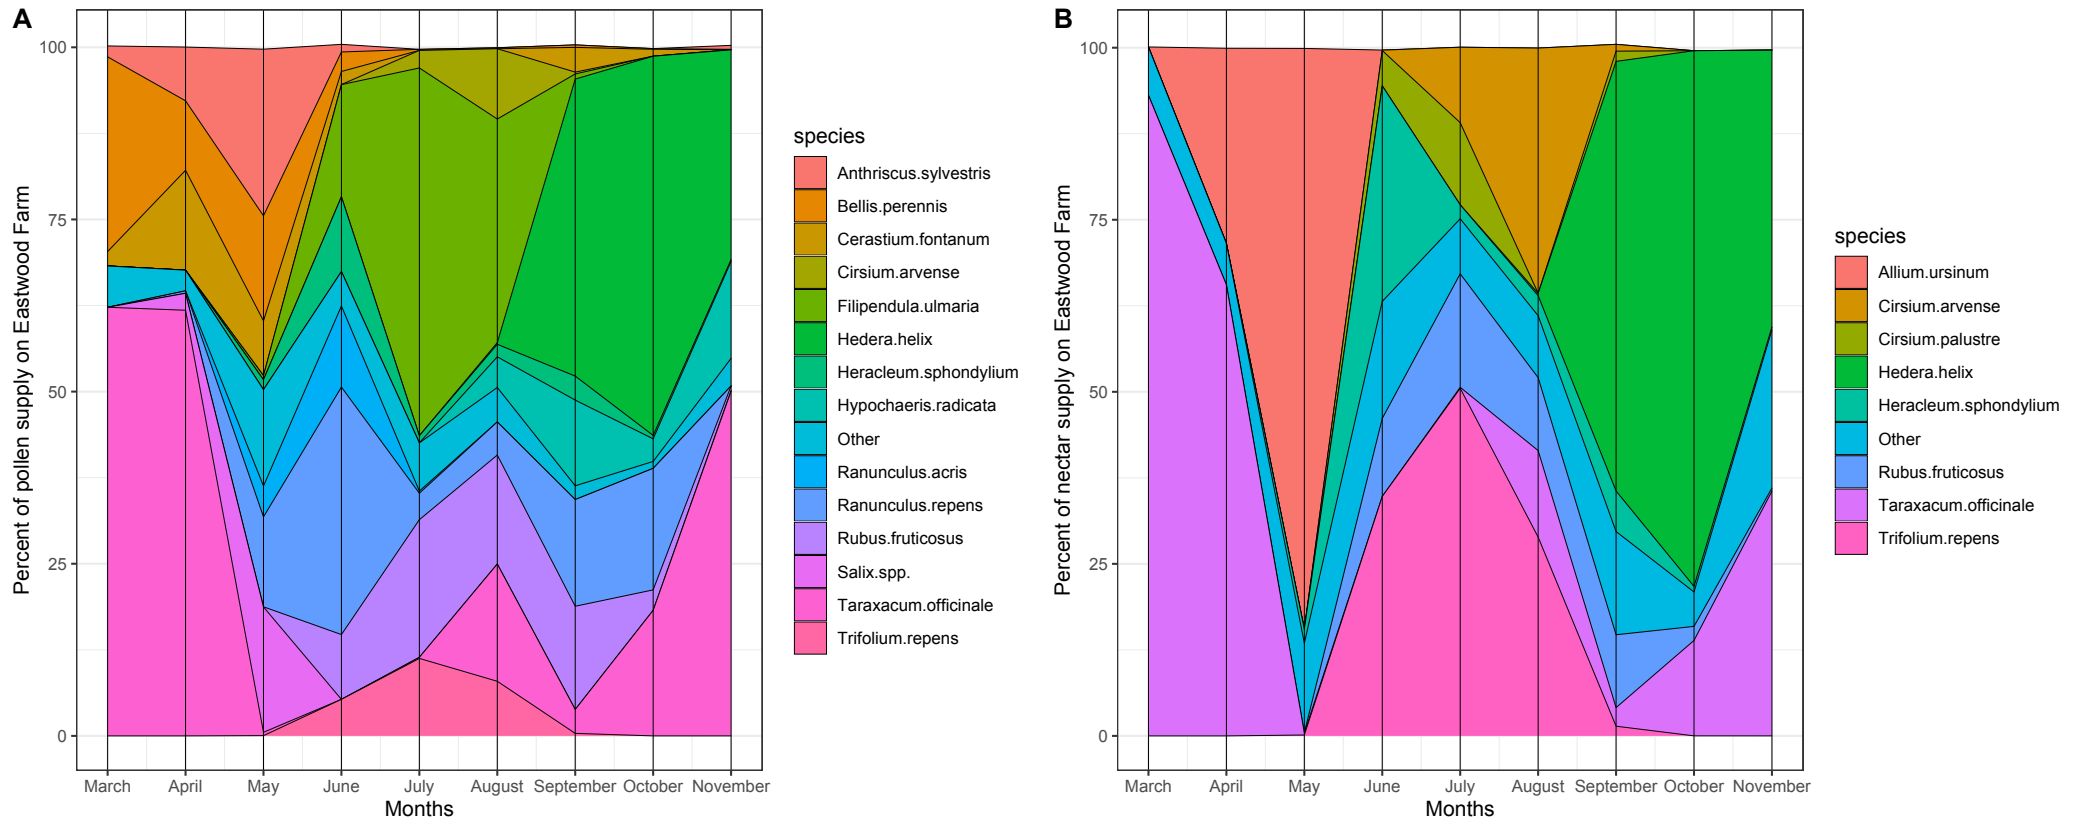 A
Percent of pollen supply on Eastwood Farm
100
75
50
25
0
March April May June July August September October November
Months
species
Anthriscus.sylvestris
Bellis.perennis
Cerastium.fontanum
Cirsium.arvense
Filipendula.ulmaria
Hedera.helix
Heracleum.sphondylium
Hypochaeris.radicata
Other
Ranunculus.acris
Ranunculus.repens
Rubus.fruticosus
Salix.spp.
Taraxacum.officinale
Trifolium.repens
B
Percent of nectar supply on Eastwood Farm
100
75
50
25
0
March April May June July August September October November
Months
species
Allium.ursinum
Cirsium.arvense
Cirsium.palustre
Hedera.helix
Heracleum.sphondylium
Other
Rubus.fruticosus
Taraxacum.officinale
Trifolium.repens